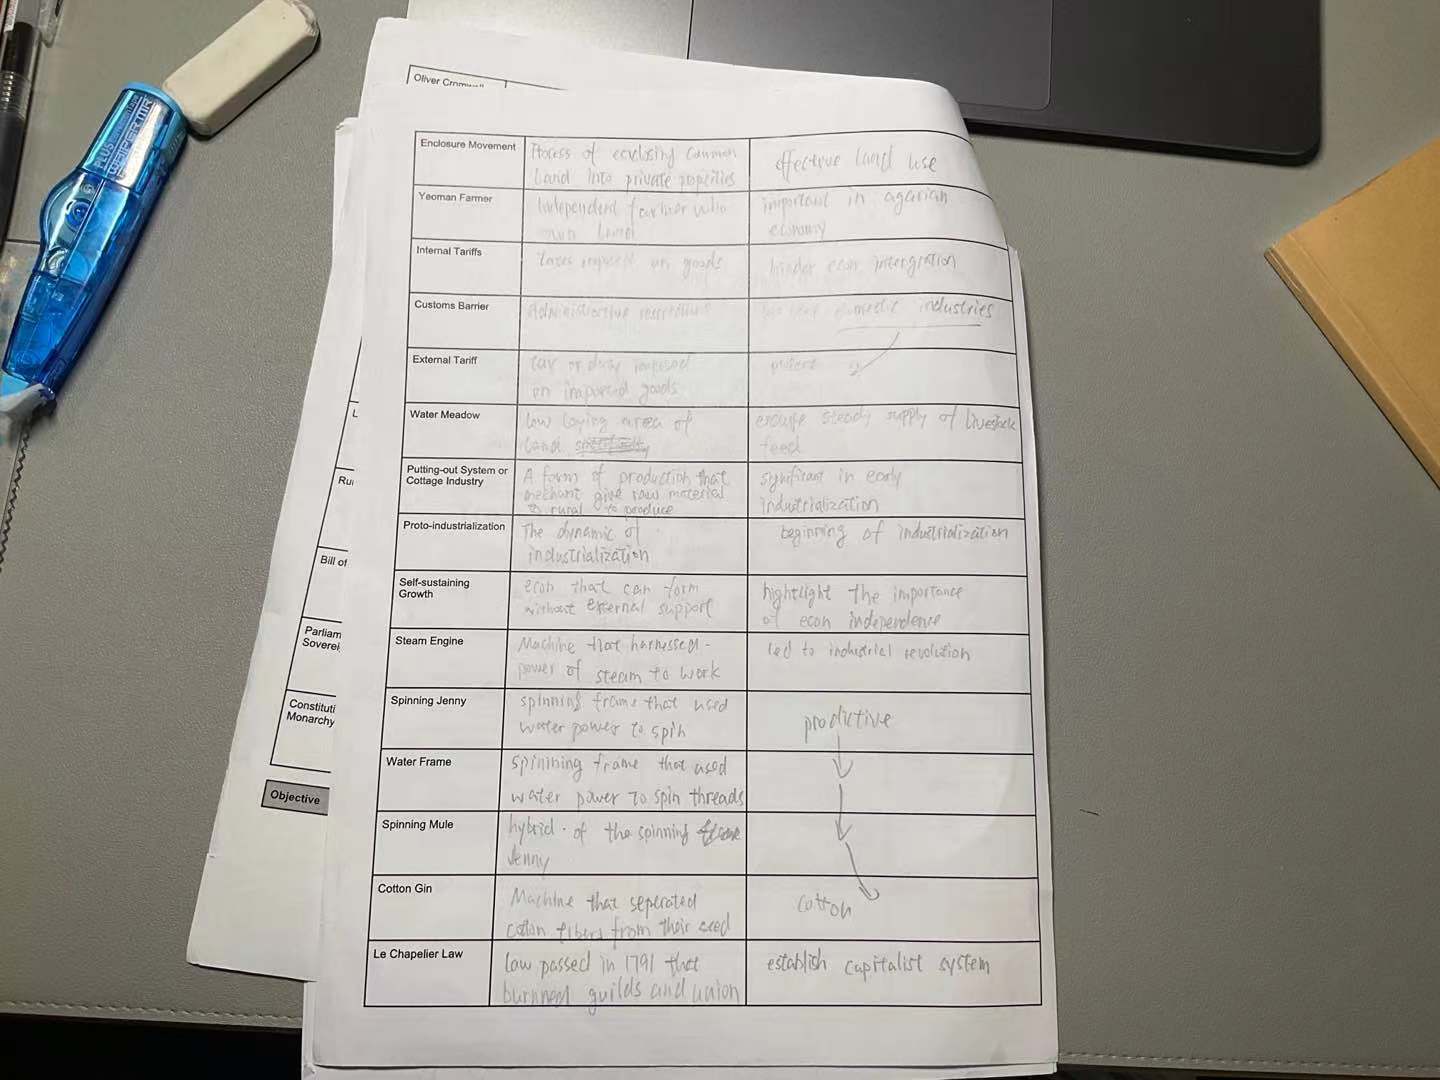 PLUS
WHIPER MR
Oliver Cromwell
Enclosure Movement
Process of enclosing common
land into private properties
effective land use
Yeoman Farmer
Independent farmer who
own land
important in agarian
economy
Internal Tariffs
taxes imposed on goods
hinder econ intergration
Customs Barrier
Administrative restrictions
domestic industries
External Tariff
tax or duty imposed
on imported goods
protect
Water Meadow
low laying area of
land
ensure steady supply of livestock
feed
Putting-out System or
Cottage Industry
A form of production that
mechant give raw material
to rural to produce
significant in early
industrialization
Proto-industrialization
The dynamic of
industrialization
beginning of industrialization
Self-sustaining
Growth
econ that can form
without external support
hightlight the importance
of econ independence
Steam Engine
Machine that harnessed
power of steam to work
led to industrial revolution
Spinning Jenny
spinning frame that used
water power to spin
prodictive
Water Frame
spinining frame that used
water power to spin threads
Spinning Mule
hybrid of the spinning
Jenny
Cotton Gin
Machine that seperated
cotton fibers from their seed
cotton
Le Chapelier Law
law passed in 1791 that
burnned guilds and union
establish capitalist system
L
Rul
Bill of
Parliam
Soverei
Constituti
Monarchy
Objective